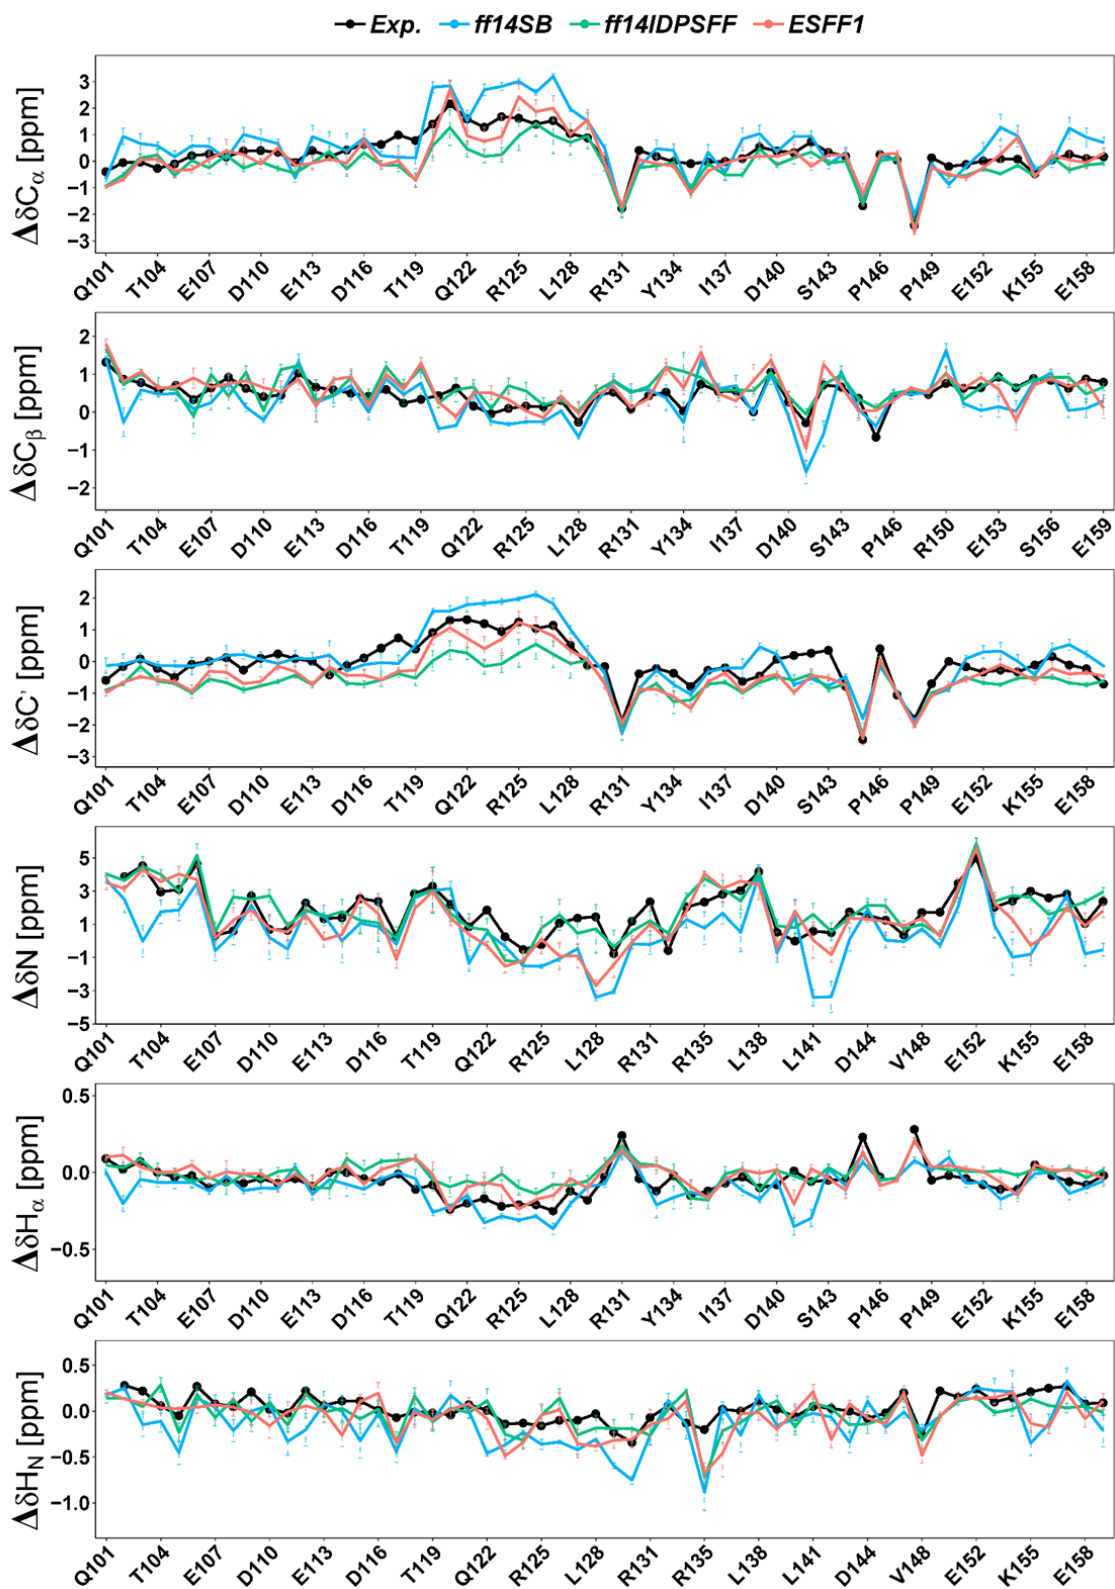 Exp. ff14SB ff14IDPSFF ESFF1
ΔδCα [ppm]
3
2
1
0
−1
−2
−3
Q101 T104 E107 D110 E113 D116 T119 Q122 R125 L128 R131 Y134 I137 D140 S143 P146 P149 E152 K155 E158
ΔδCβ [ppm]
2
1
0
−1
−2
Q101 T104 E107 D110 E113 D116 T119 Q122 R125 L128 R131 Y134 I137 D140 S143 P146 R150 E153 S156 E159
ΔδC' [ppm]
2
1
0
−1
−2
−3
Q101 T104 E107 D110 E113 D116 T119 Q122 R125 L128 R131 Y134 I137 D140 S143 P146 P149 E152 K155 E158
ΔδN [ppm]
5
3
1
−1
−3
−5
Q101 T104 E107 D110 E113 D116 T119 Q122 R125 L128 R131 R135 L138 L141 D144 V148 E152 K155 E158
ΔδHα [ppm]
0.5
0.0
−0.5
Q101 T104 E107 D110 E113 D116 T119 Q122 R125 L128 R131 Y134 I137 D140 S143 P146 P149 E152 K155 E158
ΔδHN [ppm]
0.5
0.0
−0.5
−1.0
Q101 T104 E107 D110 E113 D116 T119 Q122 R125 L128 R131 R135 L138 L141 D144 V148 E152 K155 E158